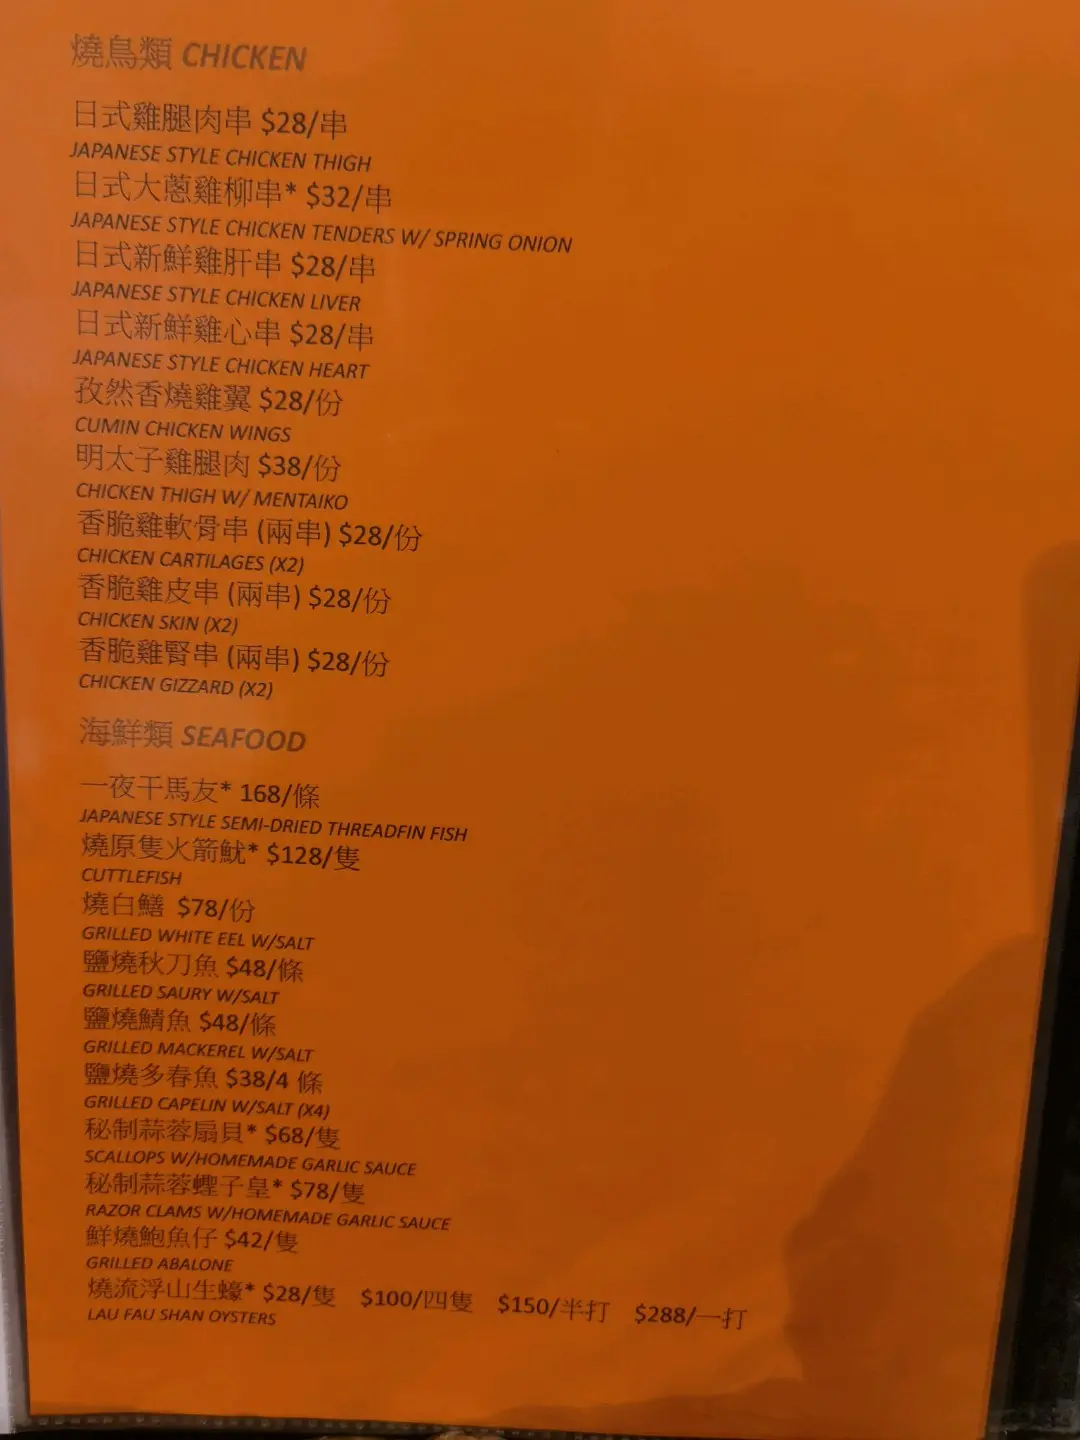 燒鳥類 CHICKEN
日式雞腿肉串 $28/串
JAPANESE STYLE CHICKEN THIGH
日式大蔥雞柳串* $32/串
JAPANESE STYLE CHICKEN TENDERS W/ SPRING ONION
日式新鮮雞肝串 $28/串
JAPANESE STYLE CHICKEN LIVER
日式新鮮雞心串 $28/串
JAPANESE STYLE CHICKEN HEART
孜然香燒雞翼 $28/份
CUMIN CHICKEN WINGS
明太子雞腿肉 $38/份
CHICKEN THIGH W/ MENTAIKO
香脆雞軟骨串 (兩串) $28/份
CHICKEN CARTILAGES (X2)
香脆雞皮串 (兩串) $28/份
CHICKEN SKIN (X2)
香脆雞腎串 (兩串) $28/份
CHICKEN GIZZARD (X2)
海鮮類 SEAFOOD
一夜干馬友* 168/條
JAPANESE STYLE SEMI-DRIED THREADFIN FISH
燒原隻火箭魷* $128/隻
CUTTLEFISH
燒白鱔 $78/份
GRILLED WHITE EEL W/SALT
鹽燒秋刀魚 $48/條
GRILLED SAURY W/SALT
鹽燒鯖魚 $48/條
GRILLED MACKEREL W/SALT
鹽燒多春魚 $38/4 條
GRILLED CAPELIN W/SALT (X4)
秘制蒜蓉扇貝* $68/隻
SCALLOPS W/HOMEMADE GARLIC SAUCE
秘制蒜蓉蟶子皇* $78/隻
RAZOR CLAMS W/HOMEMADE GARLIC SAUCE
鮮燒鮑魚仔 $42/隻
GRILLED ABALONE
燒流浮山生蠔* $28/隻 $100/四隻 $150/半打 $288/一打
LAU FAU SHAN OYSTERS